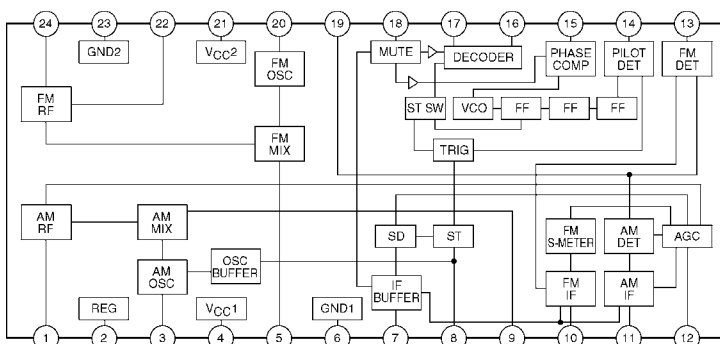 24 23 22 21 20 19 18 17 16 15 14 13
GND2
VCC2
FM OSC
MUTE
DECODER
PHASE COMP
PILOT DET
FM DET
FM RF
ST SW
VCO
FF
FF
FF
FM MIX
TRIG
AM RF
AM MIX
SD
ST
FM S-METER
AM DET
AGC
OSC BUFFER
AM OSC
IF BUFFER
FM IF
AM IF
REG
VCC1
GND1
1 2 3 4 5 6 7 8 9 10 11 12